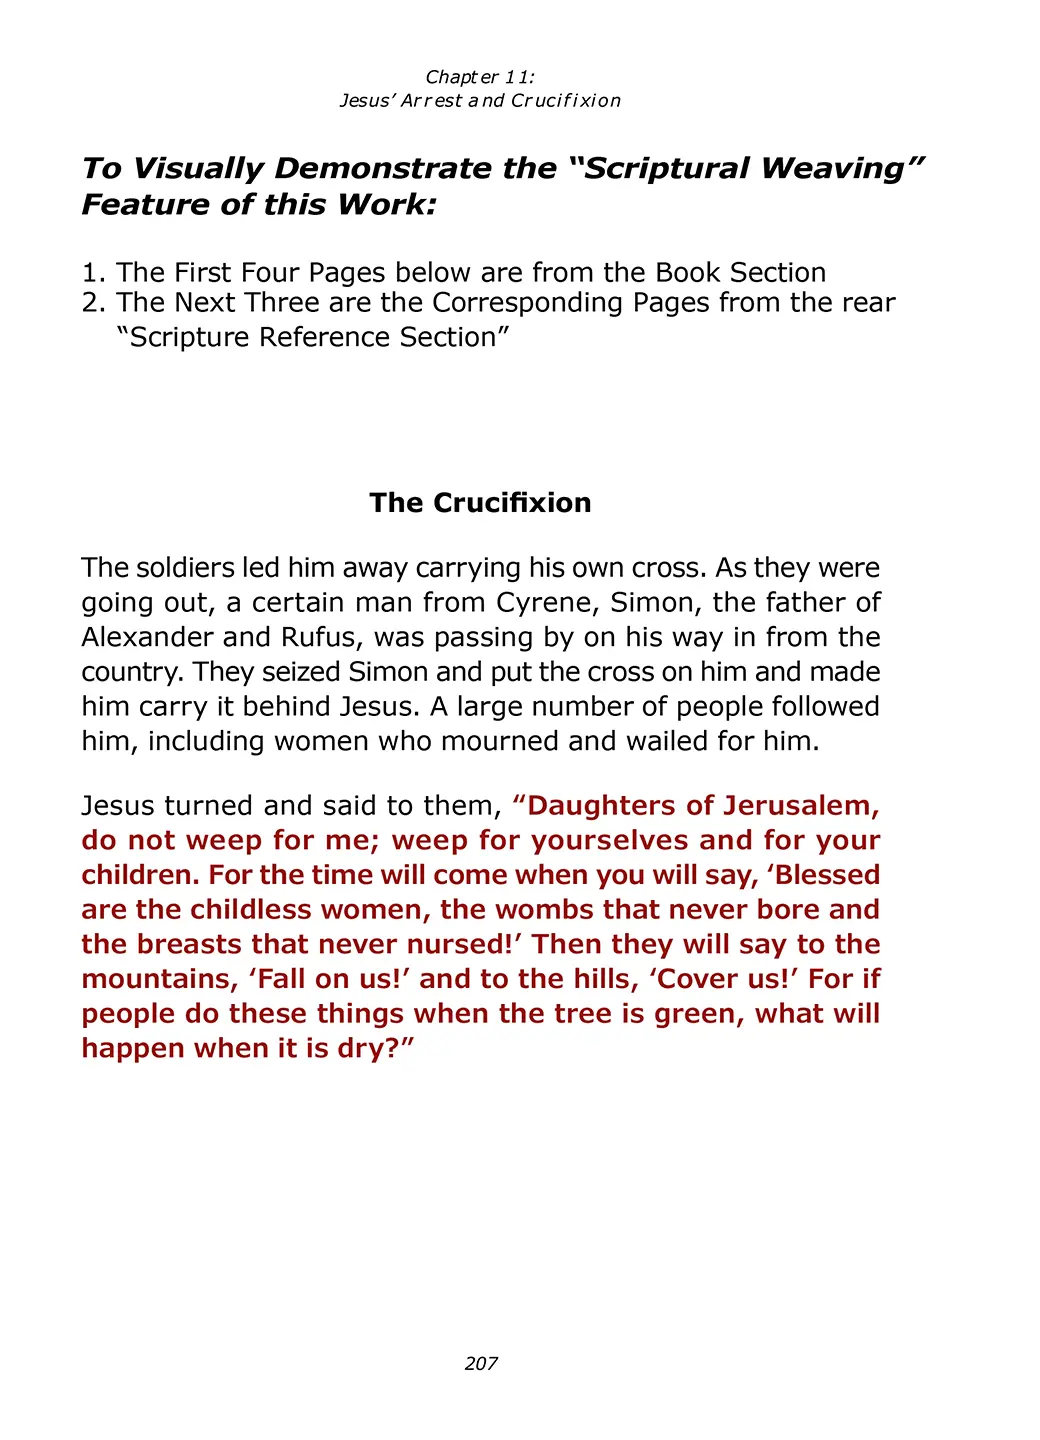 Chapter 11:
Jesus’ Arrest and Crucifixion
To Visually Demonstrate the “Scriptural Weaving”
Feature of this Work:
1. The First Four Pages below are from the Book Section
2. The Next Three are the Corresponding Pages from the rear
“Scripture Reference Section”
The Crucifixion
The soldiers led him away carrying his own cross. As they were
going out, a certain man from Cyrene, Simon, the father of
Alexander and Rufus, was passing by on his way in from the
country. They seized Simon and put the cross on him and made
him carry it behind Jesus. A large number of people followed
him, including women who mourned and wailed for him.
Jesus turned and said to them, “Daughters of Jerusalem,
do not weep for me; weep for yourselves and for your
children. For the time will come when you will say, ‘Blessed
are the childless women, the wombs that never bore and
the breasts that never nursed!’ Then they will say to the
mountains, ‘Fall on us!’ and to the hills, ‘Cover us!’ For if
people do these things when the tree is green, what will
happen when it is dry?”
207